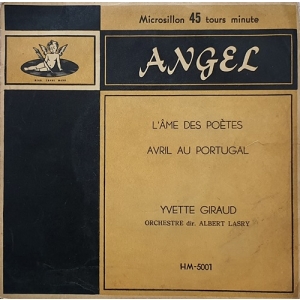 Microsillon 45 tours minute
ANGEL
L'ÂME DES POÈTES
AVRIL AU PORTUGAL
YVETTE GIRAUD
ORCHESTRE dir. ALBERT LASRY
HM-5001